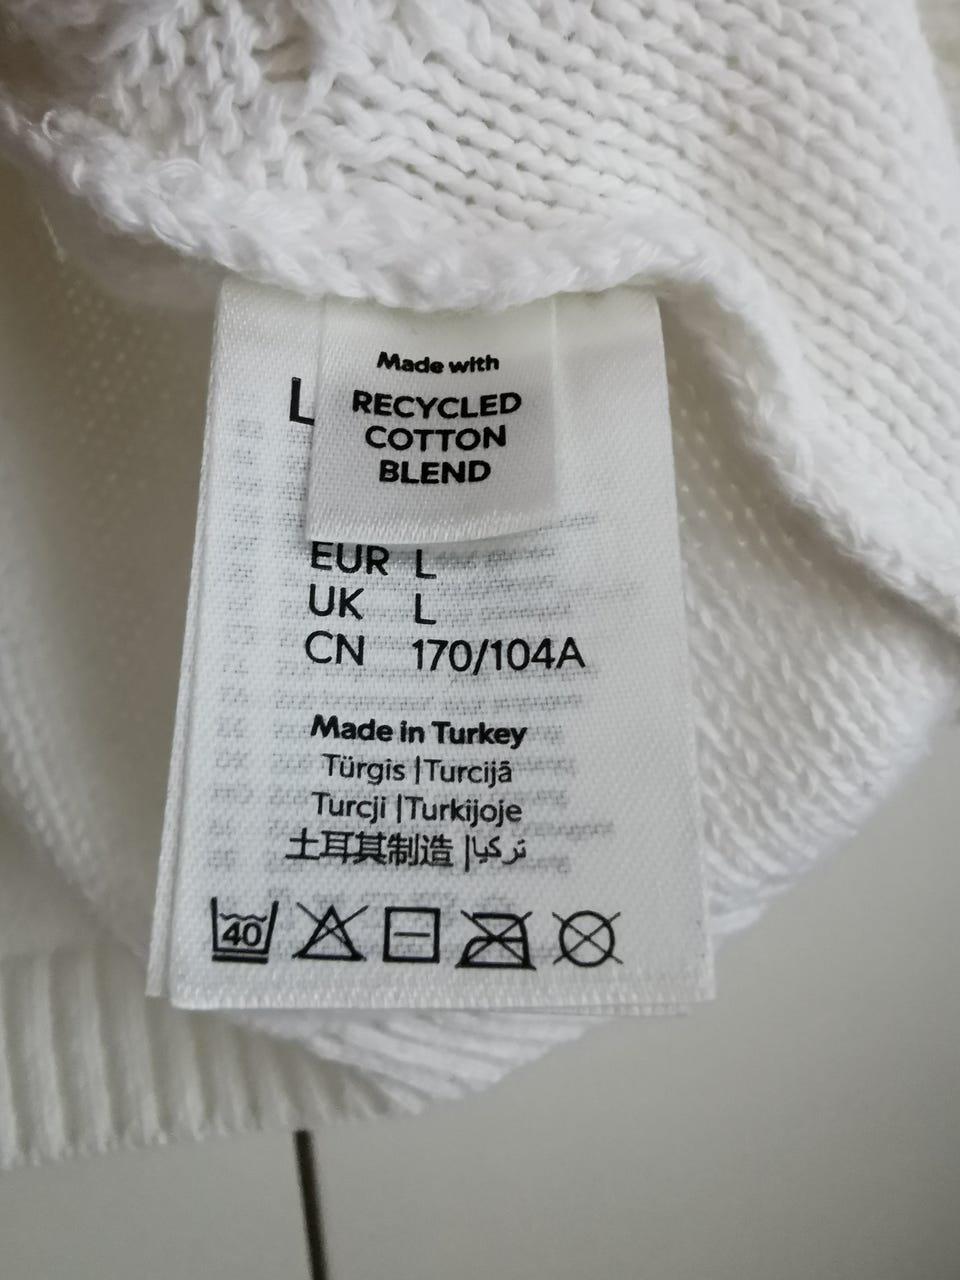 Made with
RECYCLED
COTTON
BLEND
L
EUR L
UK L
CN 170/104A
Made in Turkey
Türgis | Turcijā
Turcji | Turkijoje
土耳其制造 | تركيا
40